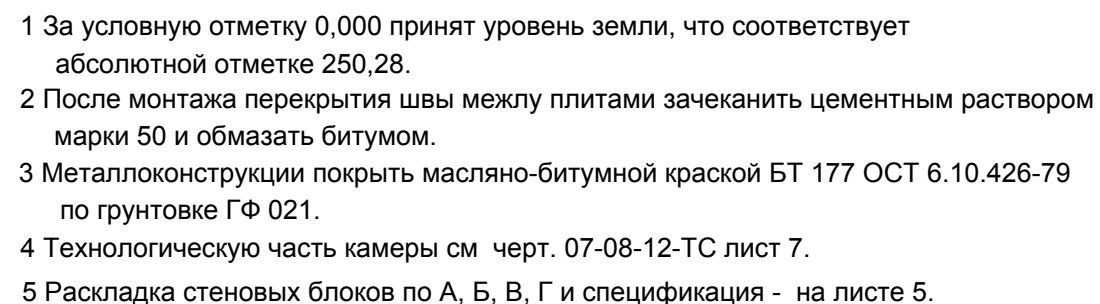 1 За условную отметку 0,000 принят уровень земли, что соответствует
абсолютной отметке 250,28.
2 После монтажа перекрытия швы межлу плитами зачеканить цементным раствором
марки 50 и обмазать битумом.
3 Металлоконструкции покрыть масляно-битумной краской БТ 177 ОСТ 6.10.426-79
по грунтовке ГФ 021.
4 Технологическую часть камеры см черт. 07-08-12-ТС лист 7.
5 Раскладка стеновых блоков по А, Б, В, Г и спецификация - на листе 5.